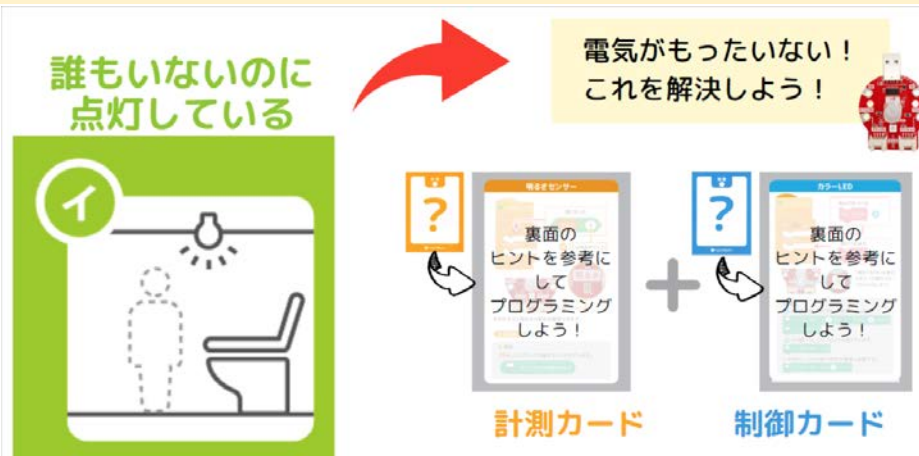 誰もいないのに
点灯している
電気がもったいない！
これを解決しよう！
イ
?
明るさセンサー
裏面の
ヒントを参考に
して
プログラミング
しよう！
+
?
カラーLED
裏面の
ヒントを参考に
して
プログラミング
しよう！
計測カード
制御カード